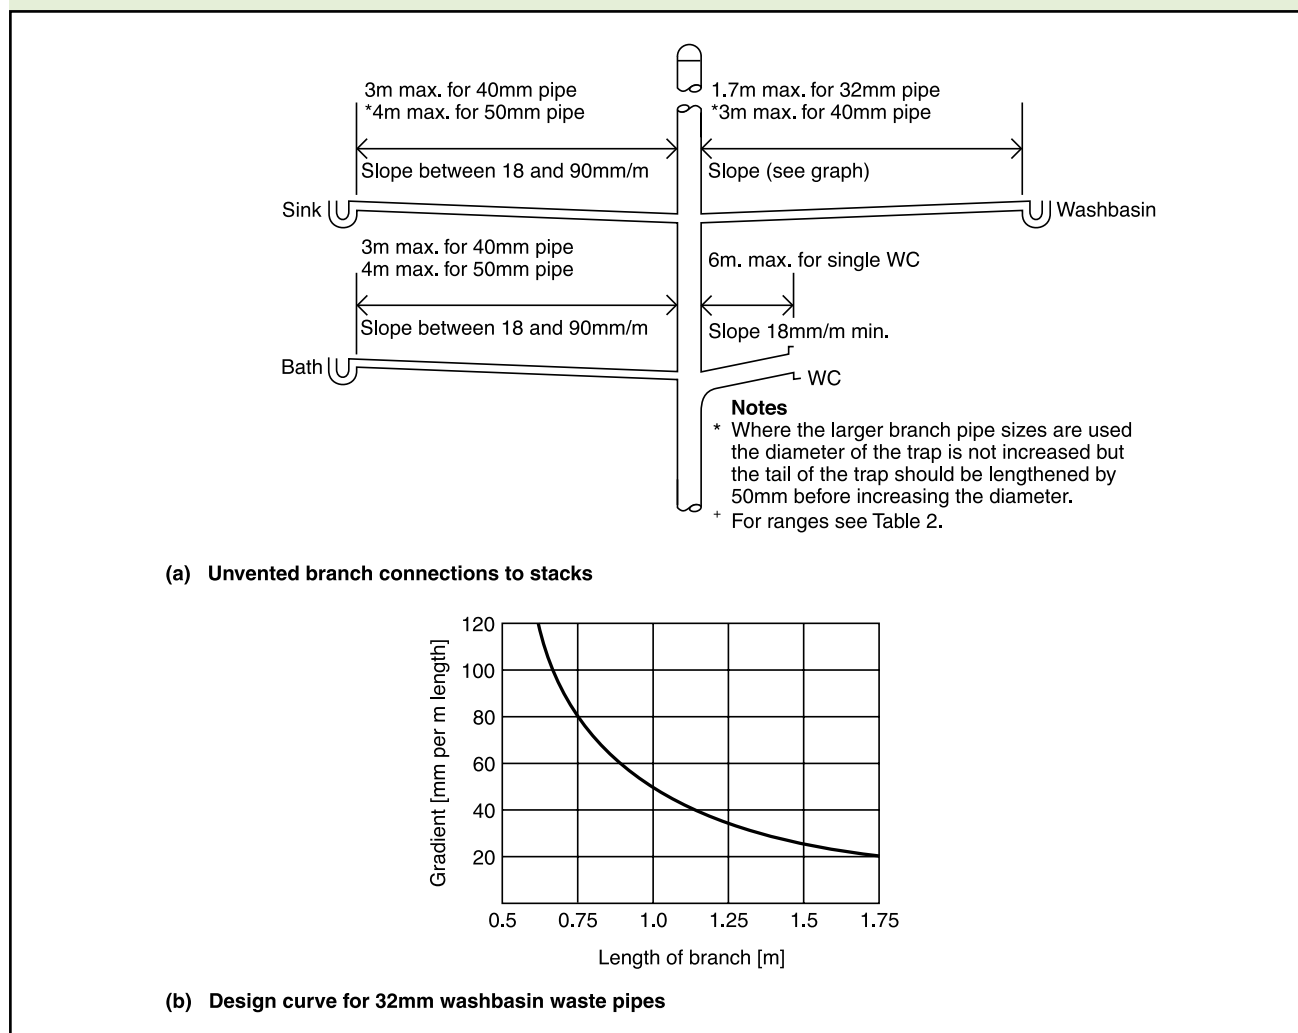 3m max. for 40mm pipe
*4m max. for 50mm pipe
1.7m max. for 32mm pipe
*3m max. for 40mm pipe
Slope between 18 and 90mm/m
Slope (see graph)
Sink
Washbasin
3m max. for 40mm pipe
4m max. for 50mm pipe
6m. max. for single WC
Slope between 18 and 90mm/m
Slope 18mm/m min.
Bath
WC
Notes
* Where the larger branch pipe sizes are used
the diameter of the trap is not increased but
the tail of the trap should be lengthened by
50mm before increasing the diameter.
+ For ranges see Table 2.
(a) Unvented branch connections to stacks
Gradient [mm per m length]
120
100
80
60
40
20
0.5 0.75 1.0 1.25 1.5 1.75
Length of branch [m]
(b) Design curve for 32mm washbasin waste pipes